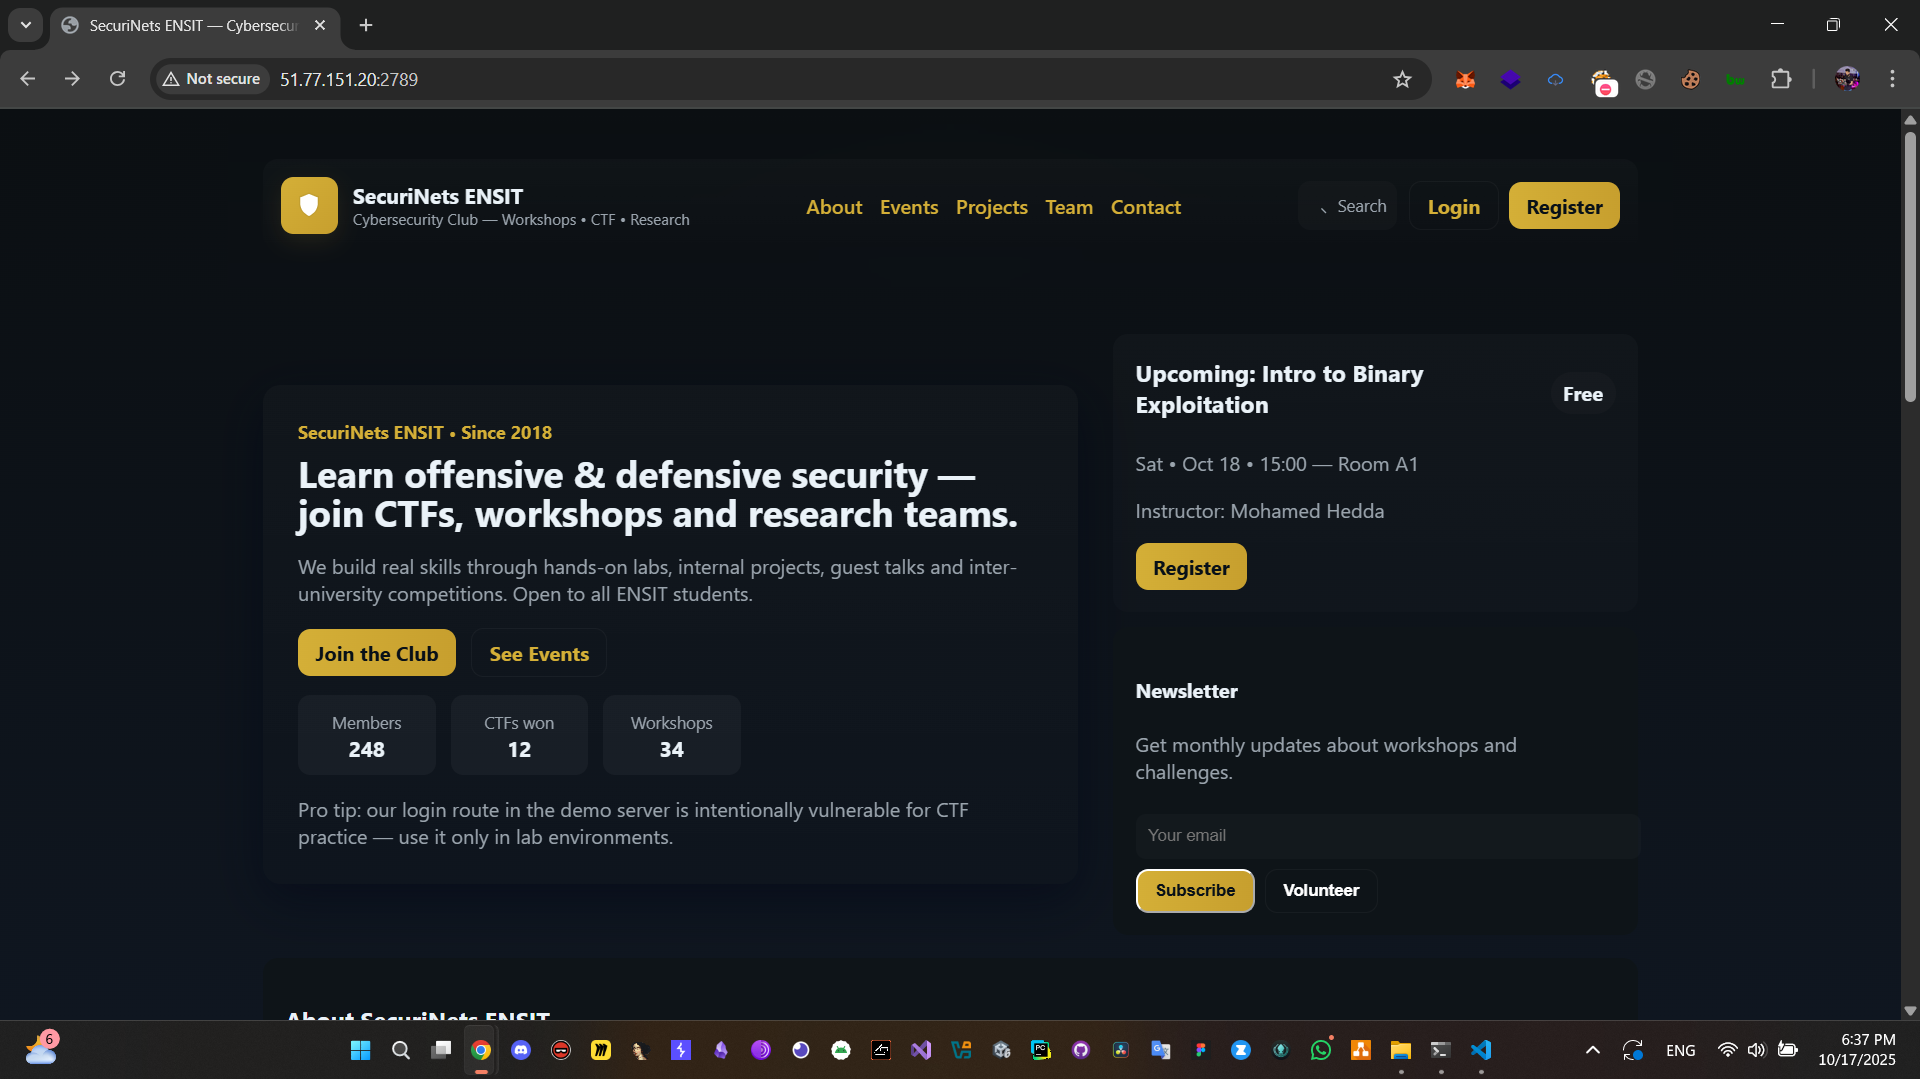 SecuriNets ENSIT — Cybersecur
Not secure
51.77.151.20:2789
SecuriNets ENSIT
Cybersecurity Club — Workshops • CTF • Research
About
Events
Projects
Team
Contact
Search
Login
Register
SecuriNets ENSIT • Since 2018
Learn offensive & defensive security —
join CTFs, workshops and research teams.
We build real skills through hands-on labs, internal projects, guest talks and inter-
university competitions. Open to all ENSIT students.
Join the Club
See Events
Members
248
CTFs won
12
Workshops
34
Pro tip: our login route in the demo server is intentionally vulnerable for CTF
practice — use it only in lab environments.
Upcoming: Intro to Binary
Exploitation
Free
Sat • Oct 18 • 15:00 — Room A1
Instructor: Mohamed Hedda
Register
Newsletter
Get monthly updates about workshops and
challenges.
Your email
Subscribe
Volunteer
About SecuriNets ENSIT
6
ENG
6:37 PM
10/17/2025